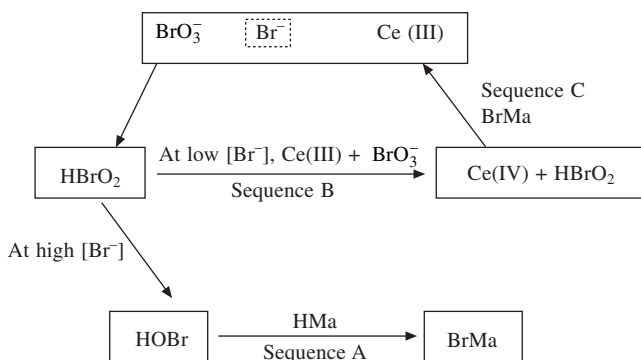 BrO₃⁻ Br⁻ Ce (III)
Sequence C
BrMa
HBrO₂
At low [Br⁻], Ce(III) + BrO₃⁻
Sequence B
Ce(IV) + HBrO₂
At high [Br⁻]
HOBr
HMa
Sequence A
BrMa